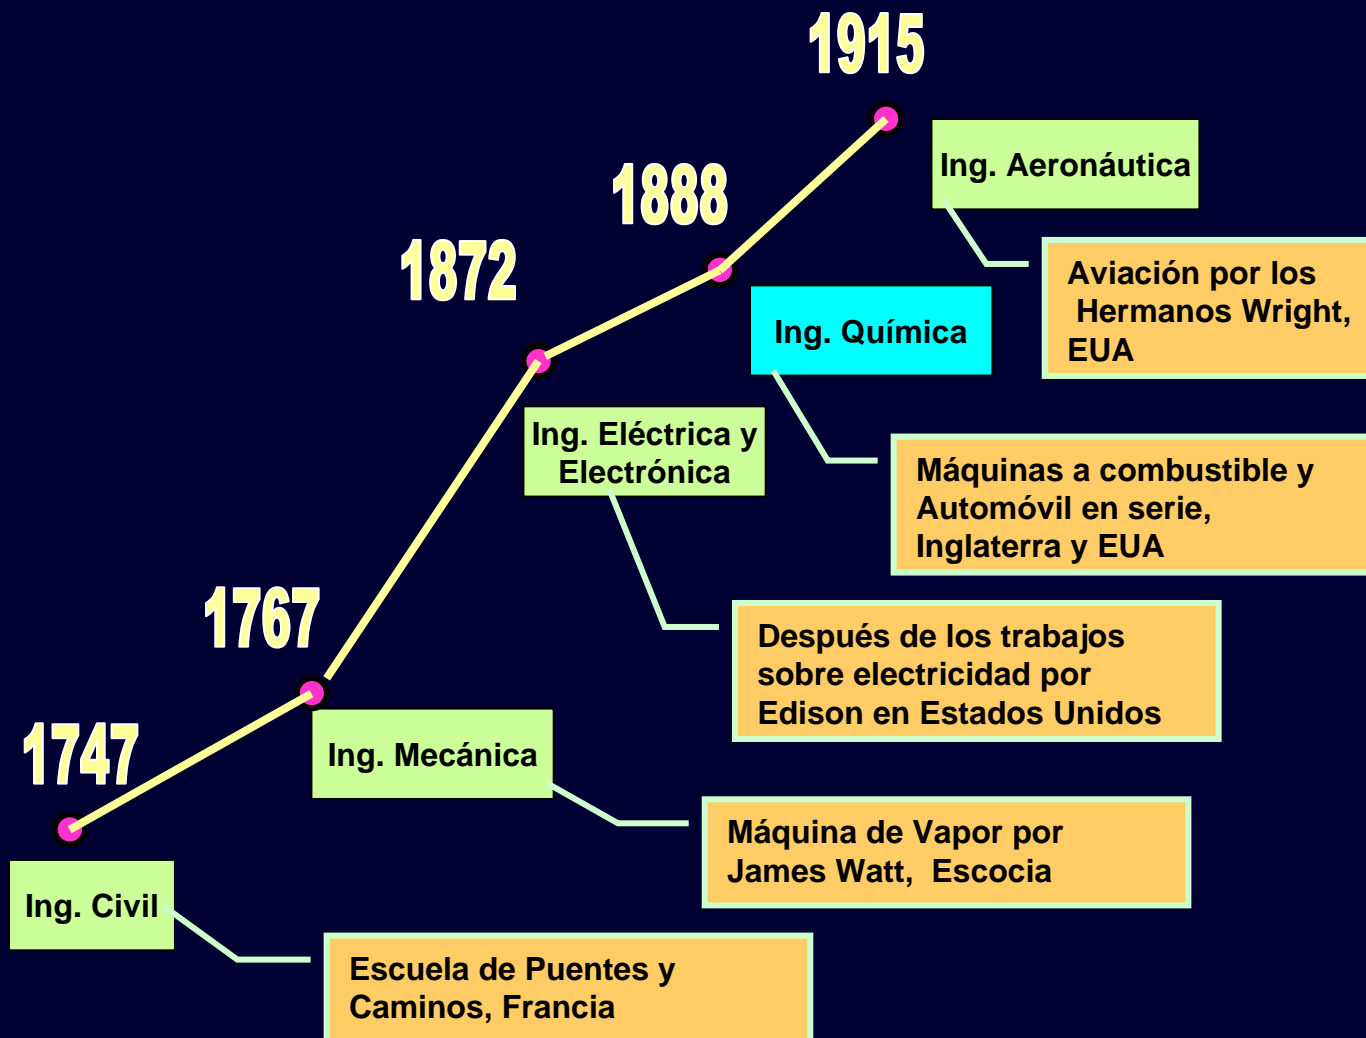 1915
Ing. Aeronáutica
Aviación por los
Hermanos Wright,
EUA
1888
Ing. Química
Máquinas a combustible y
Automóvil en serie,
Inglaterra y EUA
1872
Ing. Eléctrica y
Electrónica
Después de los trabajos
sobre electricidad por
Edison en Estados Unidos
1767
Ing. Mecánica
Máquina de Vapor por
James Watt, Escocia
1747
Ing. Civil
Escuela de Puentes y
Caminos, Francia